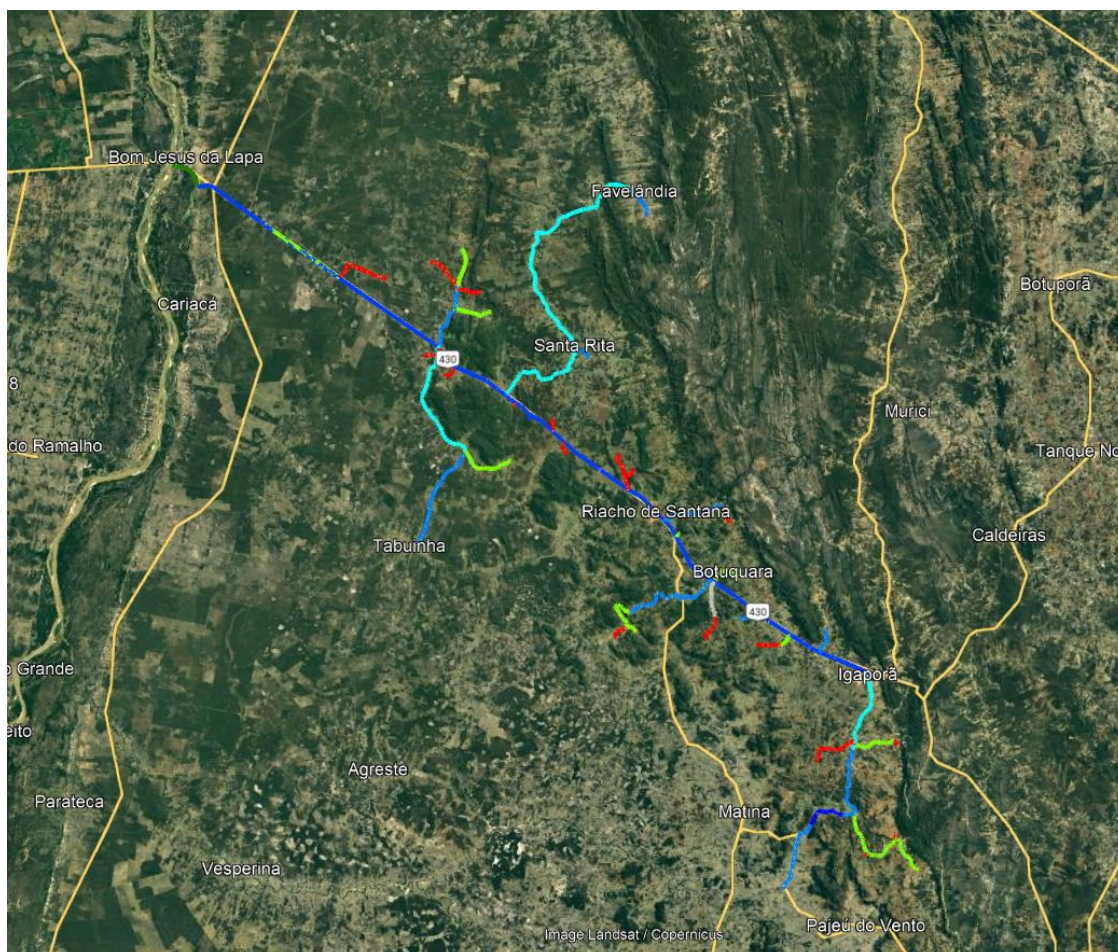 Bom Jesus da Lapa
Favelândia
Botuporã
Cariacá
Santa Rita
430
8
Murici
do Ramalho
Tanque No
Riacho de Santana
Caldeiras
Tabuinha
Botuquara
430
o Grande
Igaporã
eito
Agreste
Parateca
Matina
Vesperina
Pajeú do Vento
Image Landsat / Copernicus